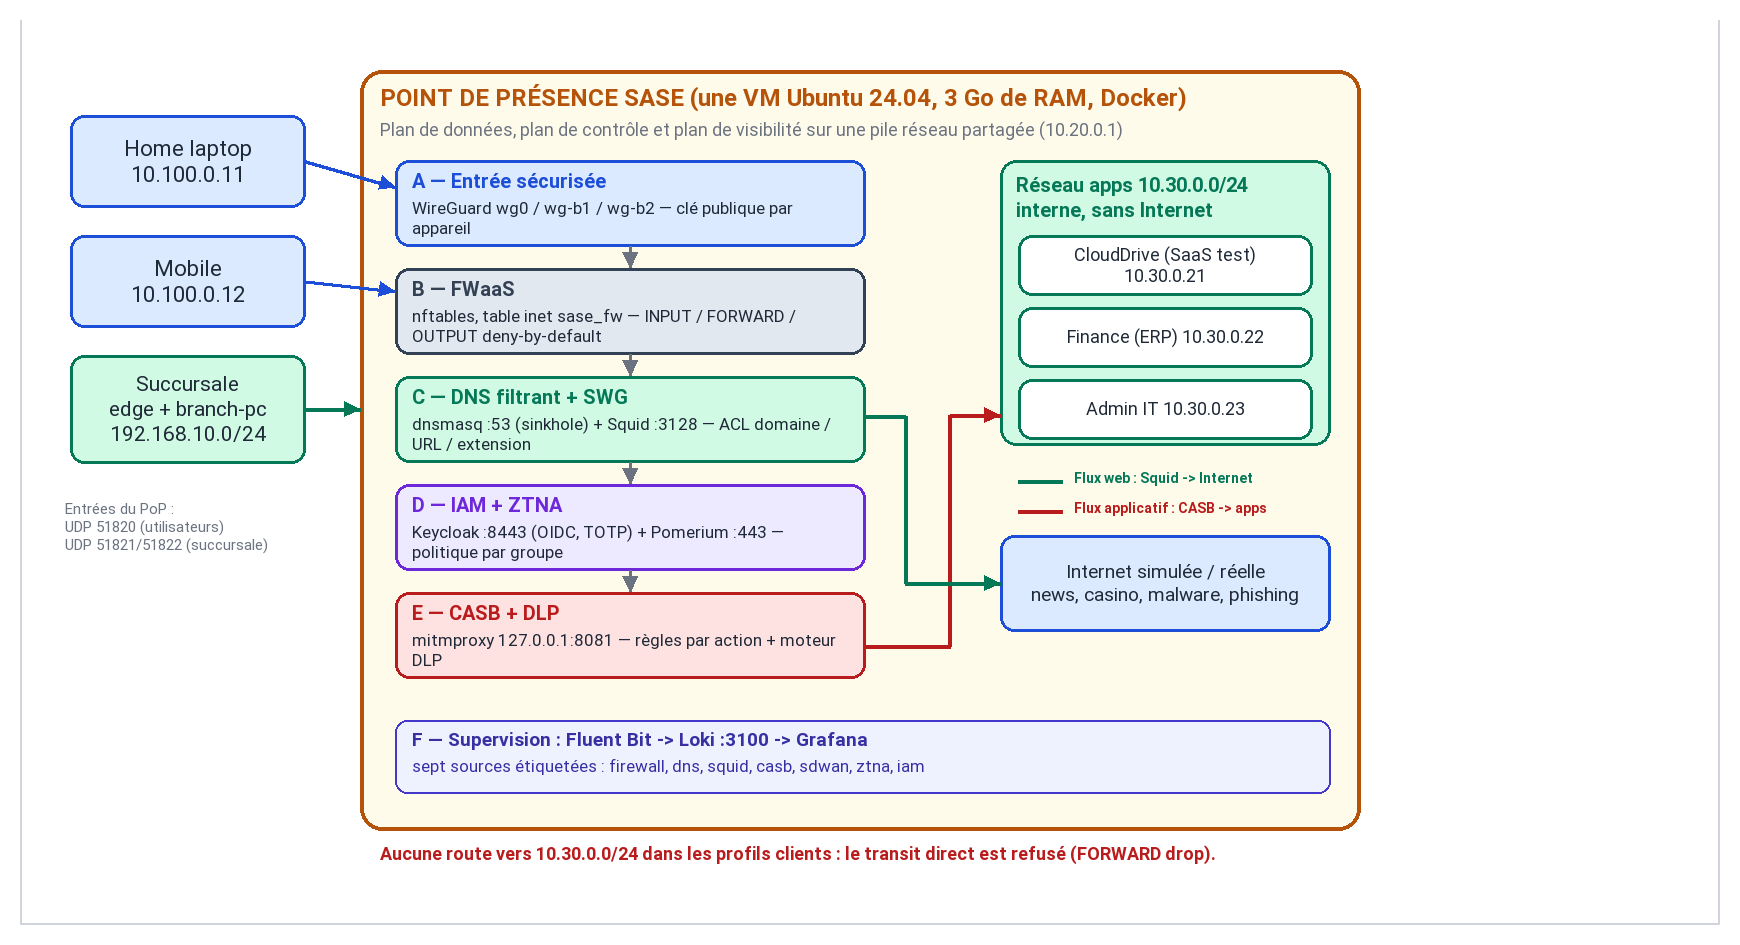 POINT DE PRÉSENCE SASE (une VM Ubuntu 24.04, 3 Go de RAM, Docker)
Plan de données, plan de contrôle et plan de visibilité sur une pile réseau partagée (10.20.0.1)
Home laptop
10.100.0.11
Mobile
10.100.0.12
Succursale
edge + branch-pc
192.168.10.0/24
Entrées du PoP :
UDP 51820 (utilisateurs)
UDP 51821/51822 (succursale)
A — Entrée sécurisée
WireGuard wg0 / wg-b1 / wg-b2 — clé publique par
appareil
B — FWaaS
nftables, table inet sase_fw — INPUT / FORWARD /
OUTPUT deny-by-default
C — DNS filtrant + SWG
dnsmasq :53 (sinkhole) + Squid :3128 — ACL domaine /
URL / extension
D — IAM + ZTNA
Keycloak :8443 (OIDC, TOTP) + Pomerium :443 —
politique par groupe
E — CASB + DLP
mitmproxy 127.0.0.1:8081 — règles par action + moteur
DLP
Réseau apps 10.30.0.0/24
interne, sans Internet
CloudDrive (SaaS test)
10.30.0.21
Finance (ERP) 10.30.0.22
Admin IT 10.30.0.23
Flux web : Squid -> Internet
Flux applicatif : CASB -> apps
Internet simulée / réelle
news, casino, malware, phishing
F — Supervision : Fluent Bit -> Loki :3100 -> Grafana
sept sources étiquetées : firewall, dns, squid, casb, sdwan, ztna, iam
Aucune route vers 10.30.0.0/24 dans les profils clients : le transit direct est refusé (FORWARD drop).